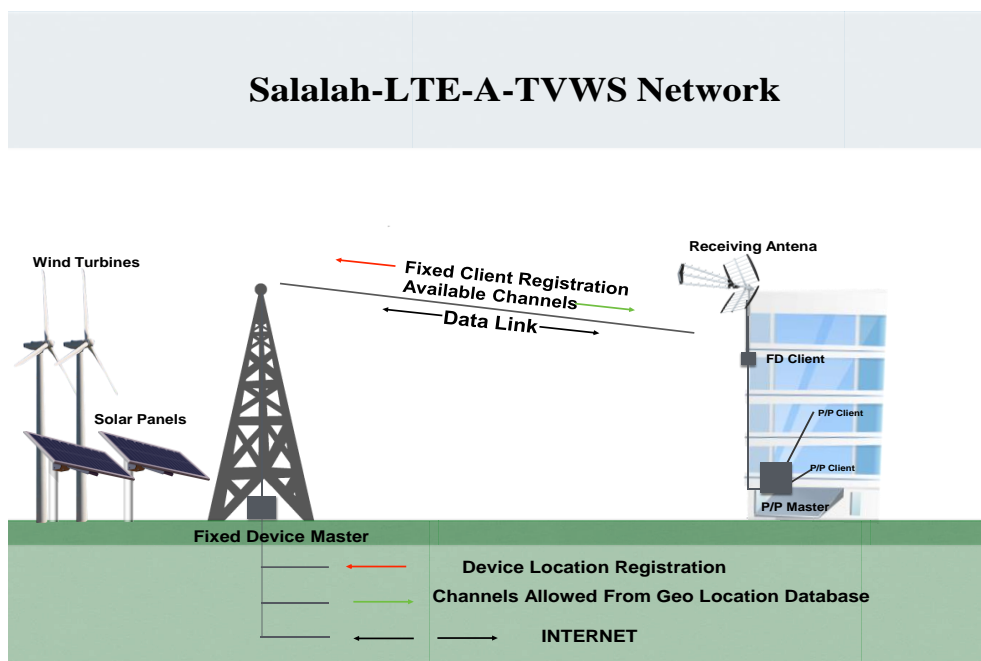 Salalah-LTE-A-TVWS Network
Receiving Antena
Wind Turbines
Fixed Client Registration
Available Channels
Data Link
FD Client
Solar Panels
P/P Client
P/P Client
P/P Master
Fixed Device Master
Device Location Registration
Channels Allowed From Geo Location Database
INTERNET